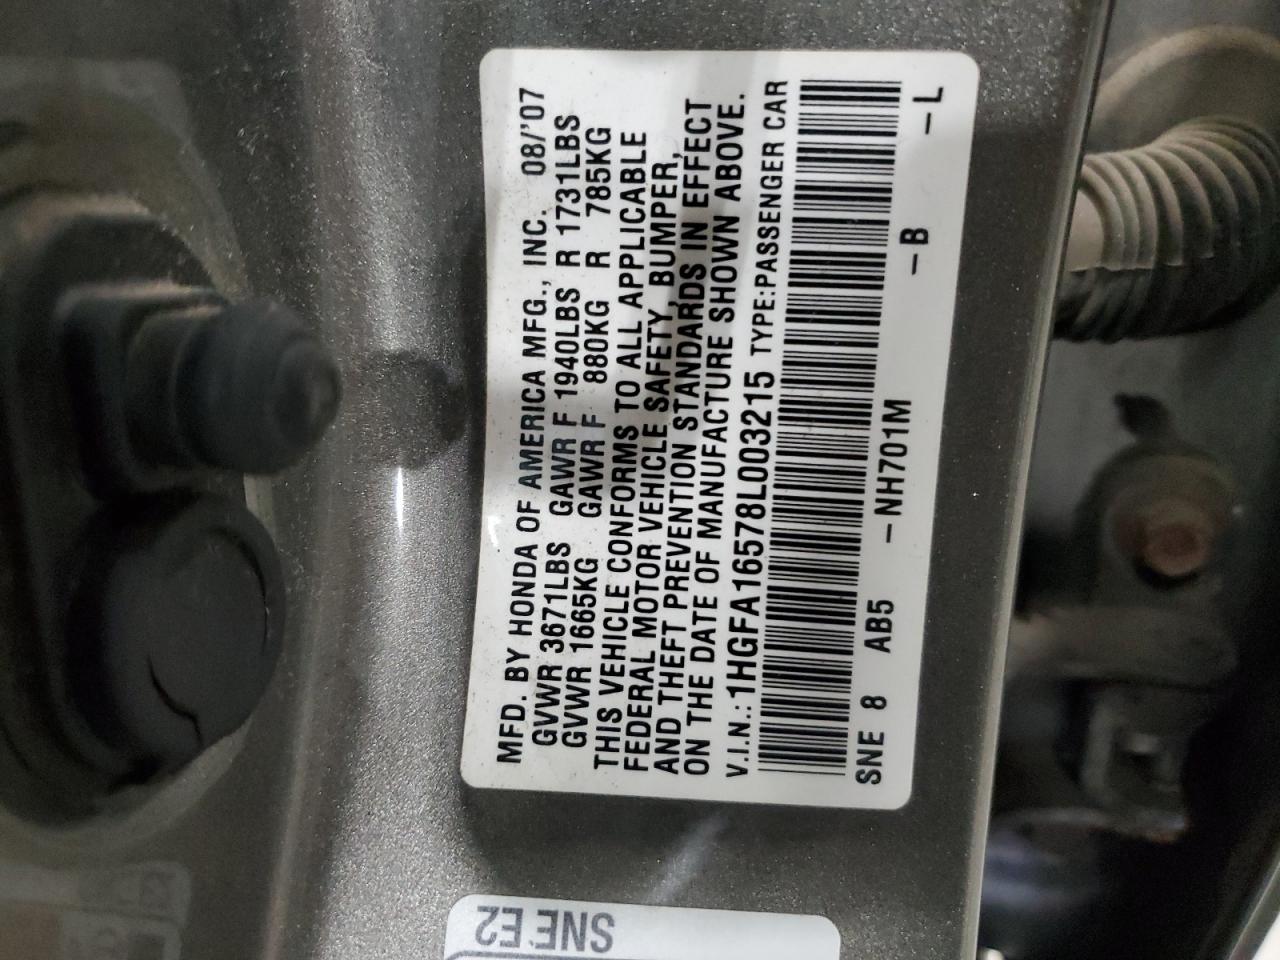 MFD. BY HONDA OF AMERICA MFG., INC. 08/'07
GVWR 3671LBS GAWR F 1940LBS R 1731LBS
GVWR 1665KG GAWR F 880KG R 785KG
THIS VEHICLE CONFORMS TO ALL APPLICABLE
FEDERAL MOTOR VEHICLE SAFETY, BUMPER,
AND THEFT PREVENTION STANDARDS IN EFFECT
ON THE DATE OF MANUFACTURE SHOWN ABOVE.
V.I.N.: 1HGFA16578L003215 TYPE:PASSENGER CAR
SNE 8 AB5 –NH701M –B –L
SNE E2